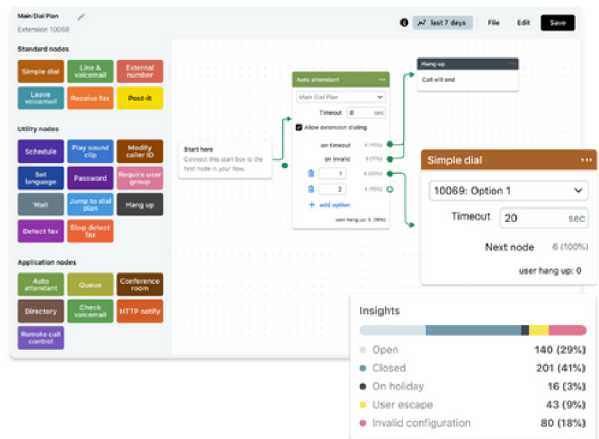 Main Dial Plan
Extension 10068
last 7 days
File
Edit
Save
Standard nodes
Simple dial
Line & voicemail
External number
Leave voicemail
Receive fax
Post-it
Utility nodes
Schedule
Play sound clip
Modify caller ID
Set language
Password
Require user group
Wait
Jump to dial plan
Hang up
Detect fax
Stop detect fax
Application nodes
Auto attendant
Queue
Conference room
Directory
Check voicemail
HTTP notify
Remote call control
Start here
Connect this start box to the
first node in your flow.
Auto attendant
Main Dial Plan
Timeout 8 sec
Allow extension dialing
on timeout
on invalid
1
2
+ add option
user hang up: 5 (19%)
Hang up
Call will end
Simple dial
10069: Option 1
Timeout 20 sec
Next node 6 (100%)
user hang up: 0
Insights
Open 140 (29%)
Closed 201 (41%)
On holiday 16 (3%)
User escape 43 (9%)
Invalid configuration 80 (18%)